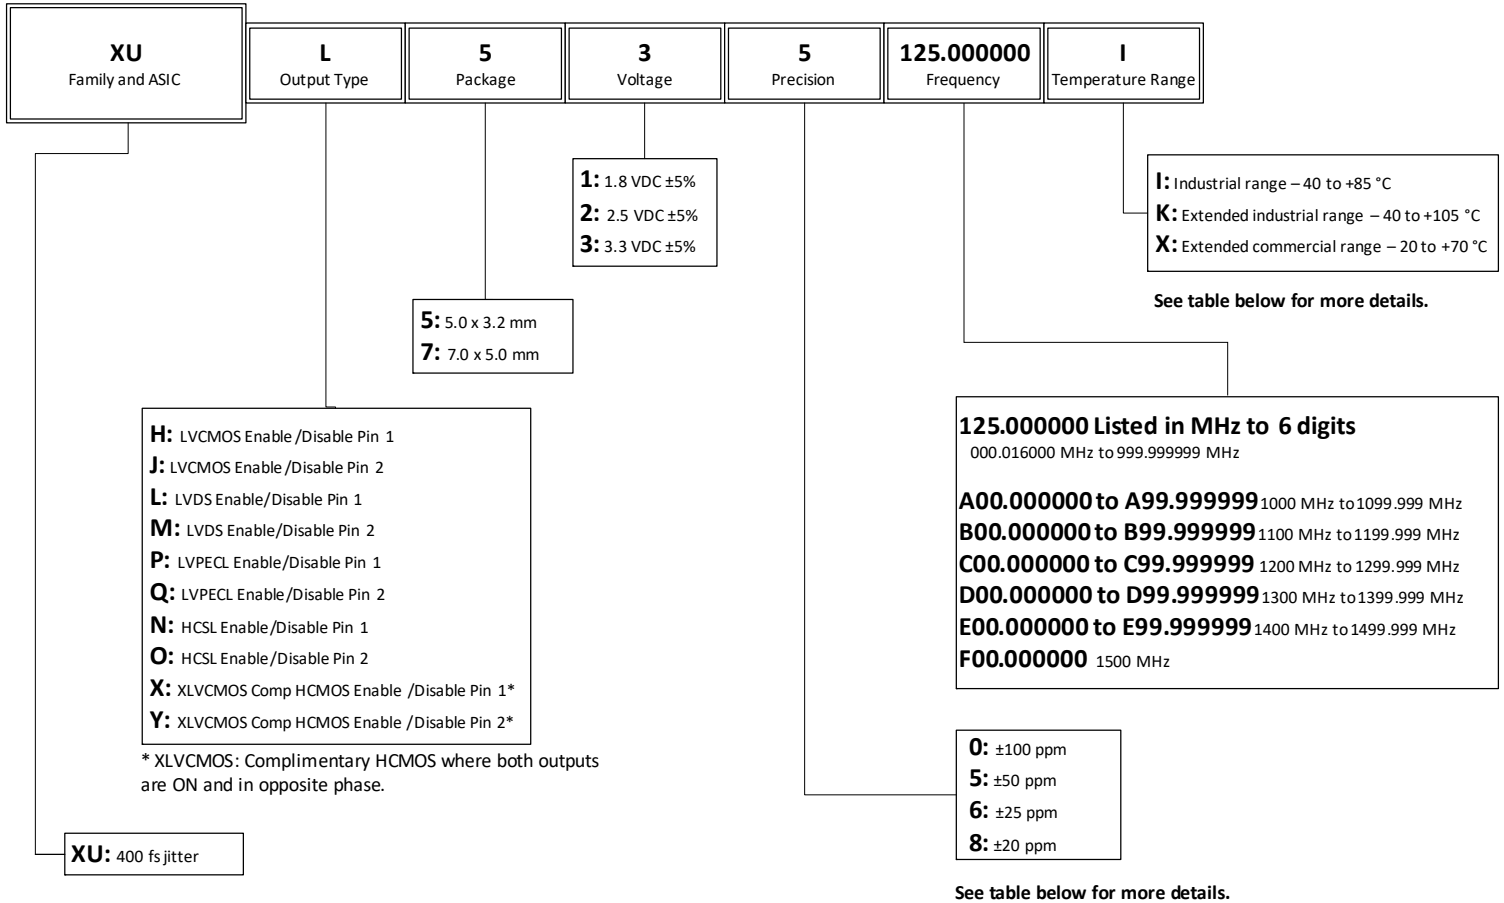 XU
Family and ASIC
L
Output Type
5
Package
3
Voltage
5
Precision
125.000000
Frequency
I
Temperature Range
1: 1.8 VDC ±5%
2: 2.5 VDC ±5%
3: 3.3 VDC ±5%
I: Industrial range – 40 to +85 °C
K: Extended industrial range – 40 to +105 °C
X: Extended commercial range – 20 to +70 °C
See table below for more details.
5: 5.0 x 3.2 mm
7: 7.0 x 5.0 mm
H: LVCMOS Enable/Disable Pin 1
J: LVCMOS Enable/Disable Pin 2
L: LVDS Enable/Disable Pin 1
M: LVDS Enable/Disable Pin 2
P: LVPECL Enable/Disable Pin 1
Q: LVPECL Enable/Disable Pin 2
N: HCSL Enable/Disable Pin 1
O: HCSL Enable/Disable Pin 2
X: XLVCMOS Comp HCMOS Enable /Disable Pin 1*
Y: XLVCMOS Comp HCMOS Enable /Disable Pin 2*
* XLVCMOS: Complimentary HCMOS where both outputs
are ON and in opposite phase.
125.000000 Listed in MHz to 6 digits
000.016000 MHz to 999.999999 MHz
A00.000000 to A99.999999 1000 MHz to 1099.999 MHz
B00.000000 to B99.999999 1100 MHz to 1199.999 MHz
C00.000000 to C99.999999 1200 MHz to 1299.999 MHz
D00.000000 to D99.999999 1300 MHz to 1399.999 MHz
E00.000000 to E99.999999 1400 MHz to 1499.999 MHz
F00.000000 1500 MHz
0: ±100 ppm
5: ±50 ppm
6: ±25 ppm
8: ±20 ppm
See table below for more details.
XU: 400 fs jitter